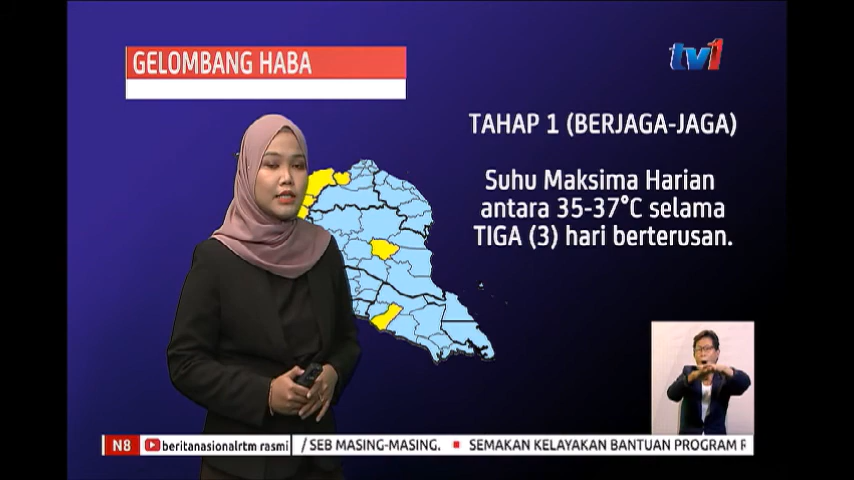 GELOMBANG HABA
tv1
TAHAP 1 (BERJAGA-JAGA)
Suhu Maksima Harian
antara 35-37°C selama
TIGA (3) hari berterusan.
N8 beritanasionalrtm rasmi / SEB MASING-MASING. SEMAKAN KELAYAKAN BANTUAN PROGRAM